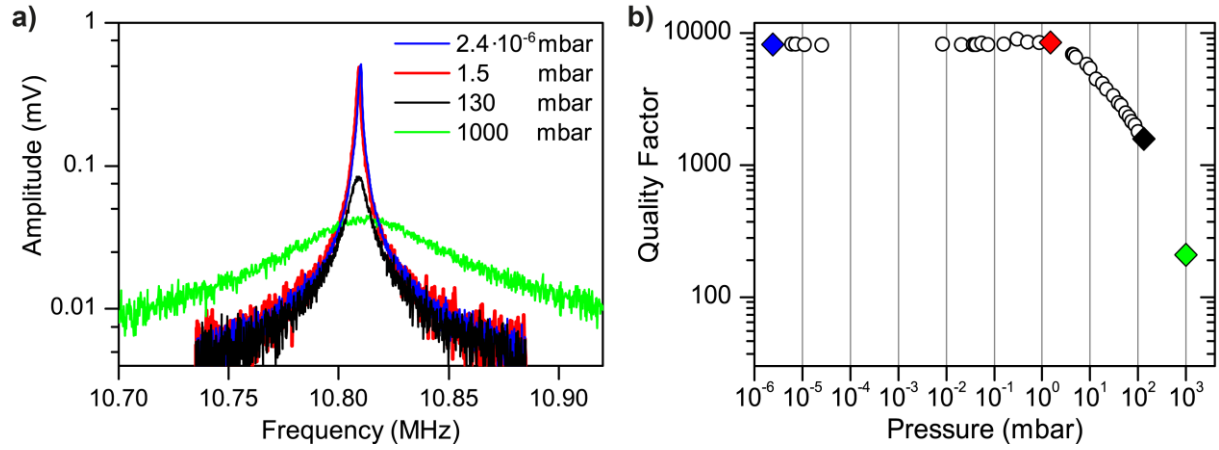 a)
1
0.1
0.01
Amplitude (mV)
2.4·10⁻⁶ mbar
1.5 mbar
130 mbar
1000 mbar
10.70 10.75 10.80 10.85 10.90
Frequency (MHz)
b)
10000
1000
100
Quality Factor
10⁻⁶ 10⁻⁵ 10⁻⁴ 10⁻³ 10⁻² 10⁻¹ 10⁰ 10¹ 10² 10³
Pressure (mbar)